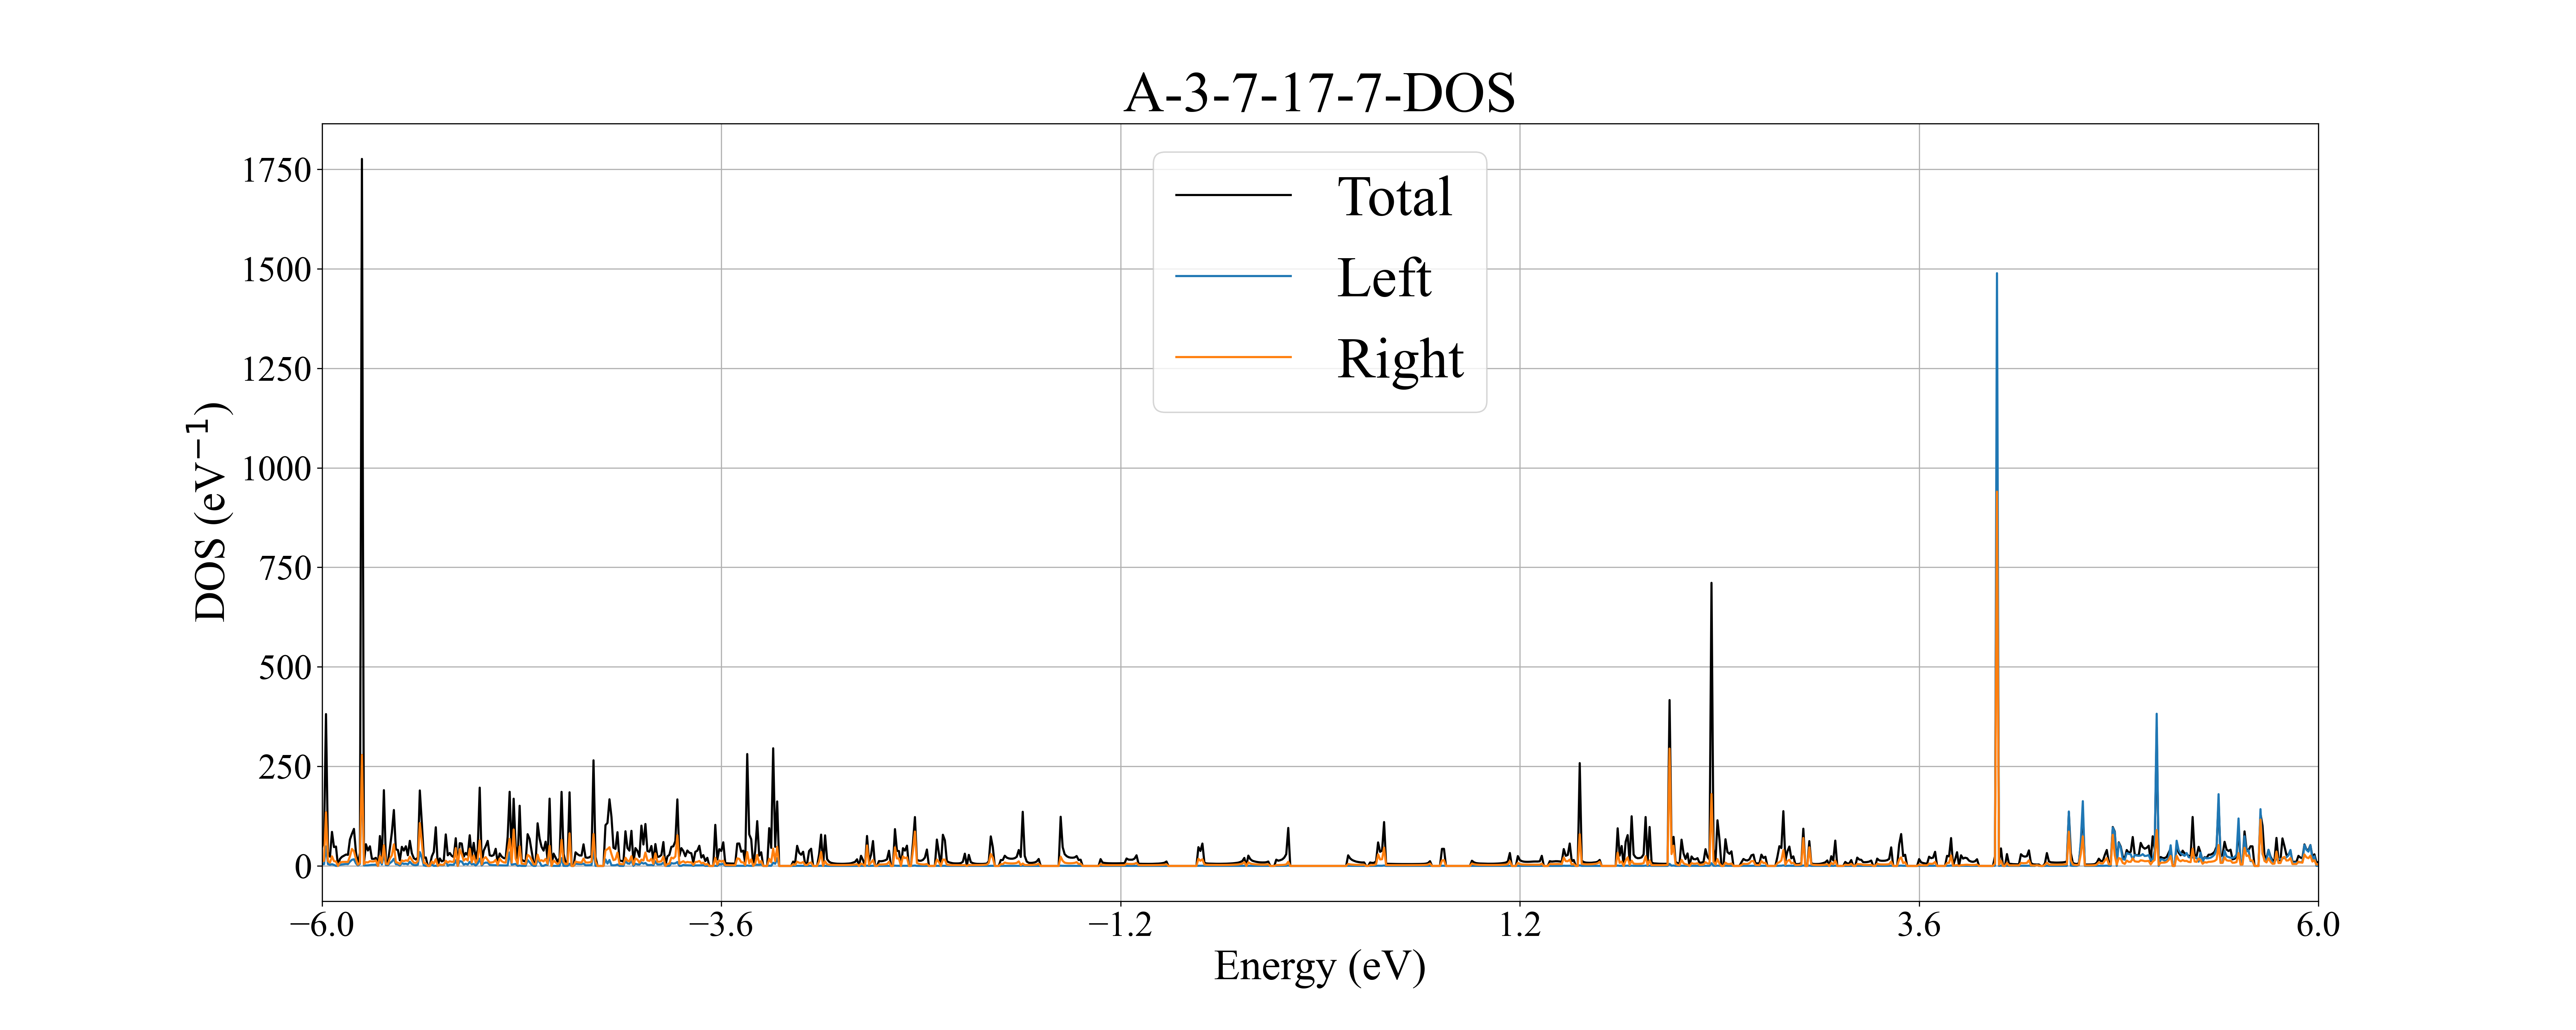 A-3-7-17-7-DOS
Total
Left
Right
1750
1500
1250
1000
750
500
250
0
DOS (eV⁻¹)
−6.0
−3.6
−1.2
1.2
3.6
6.0
Energy (eV)